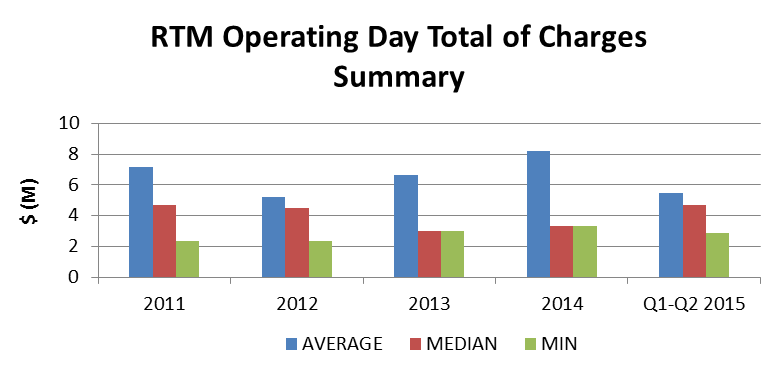 RTM Operating Day Total of Charges
Summary
$ (M)
10
8
6
4
2
0
2011 2012 2013 2014 Q1-Q2 2015
AVERAGE MEDIAN MIN